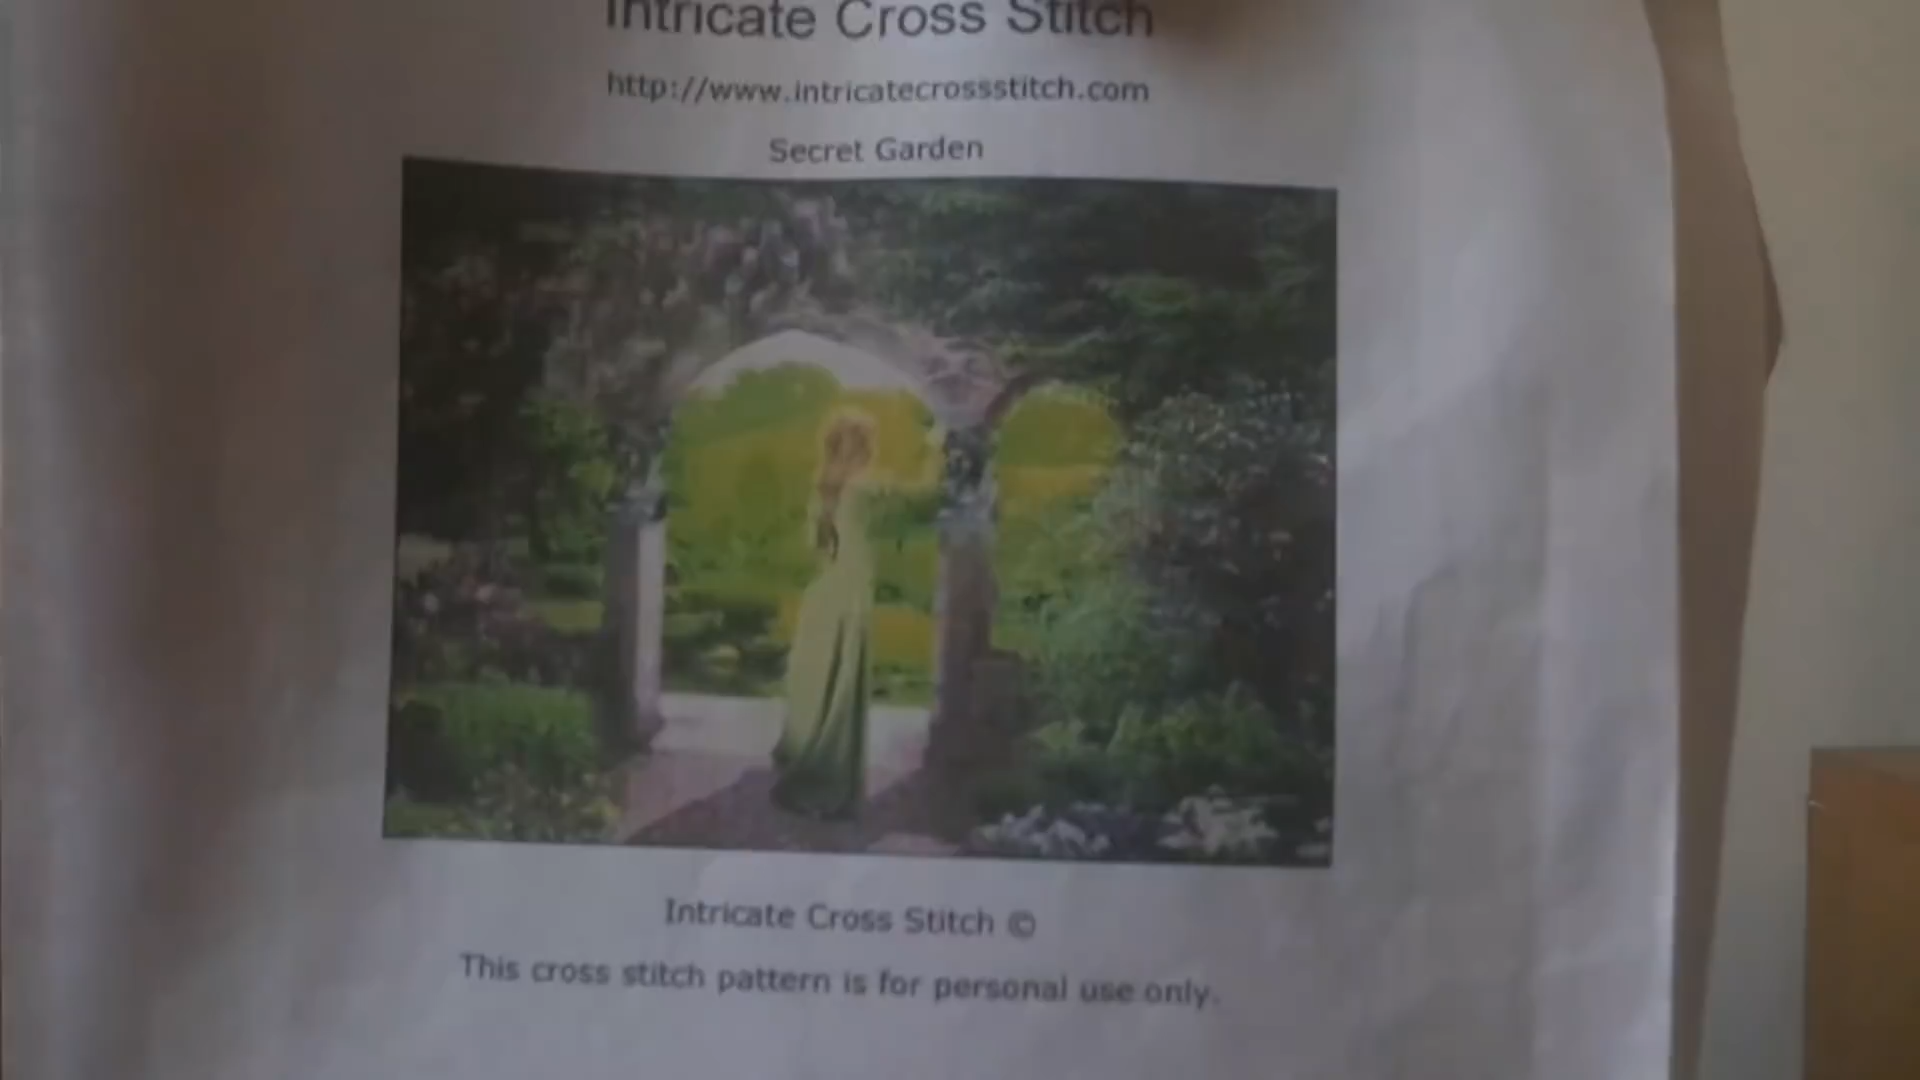 Intricate Cross Stitch
http://www.intricatecrossstitch.com
Secret Garden
Intricate Cross Stitch ©
This cross stitch pattern is for personal use only.